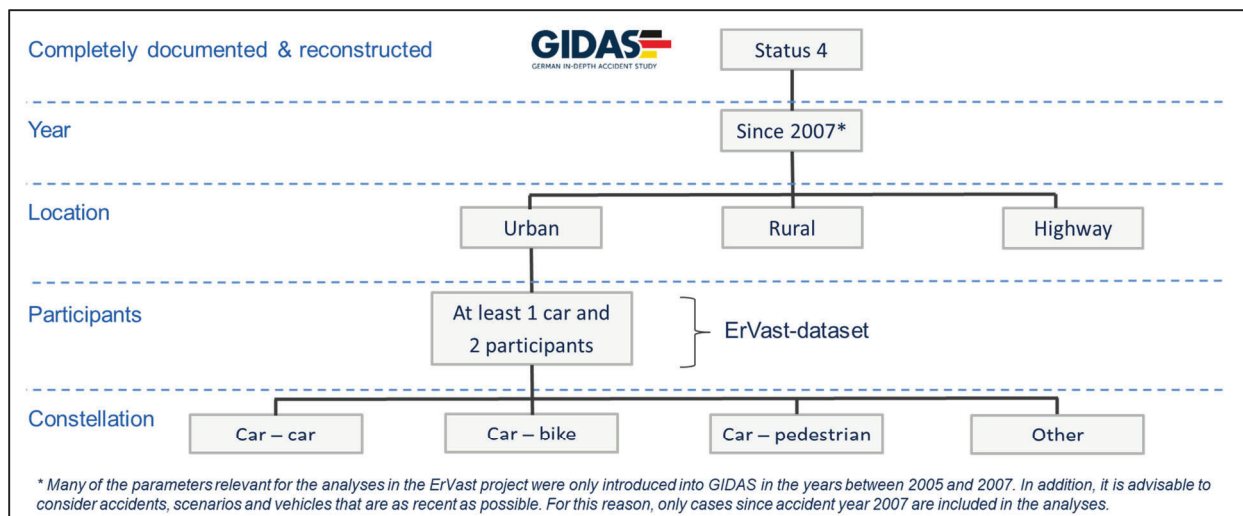 Completely documented & reconstructed
GIDAS
GERMAN IN-DEPTH ACCIDENT STUDY
Status 4
Year
Since 2007*
Location
Urban
Rural
Highway
Participants
At least 1 car and
2 participants
ErVast-dataset
Constellation
Car – car
Car – bike
Car – pedestrian
Other
* Many of the parameters relevant for the analyses in the ErVast project were only introduced into GIDAS in the years between 2005 and 2007. In addition, it is advisable to
consider accidents, scenarios and vehicles that are as recent as possible. For this reason, only cases since accident year 2007 are included in the analyses.